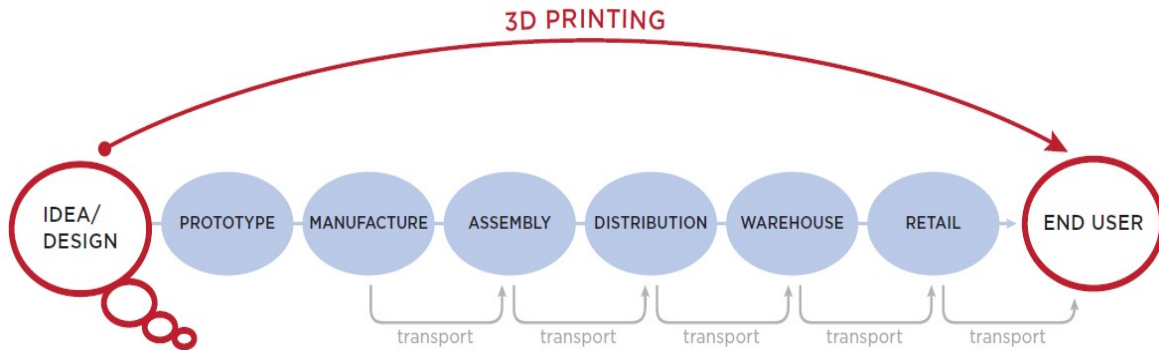 3D PRINTING
IDEA/
DESIGN
PROTOTYPE
MANUFACTURE
ASSEMBLY
DISTRIBUTION
WAREHOUSE
RETAIL
END USER
transport
transport
transport
transport
transport